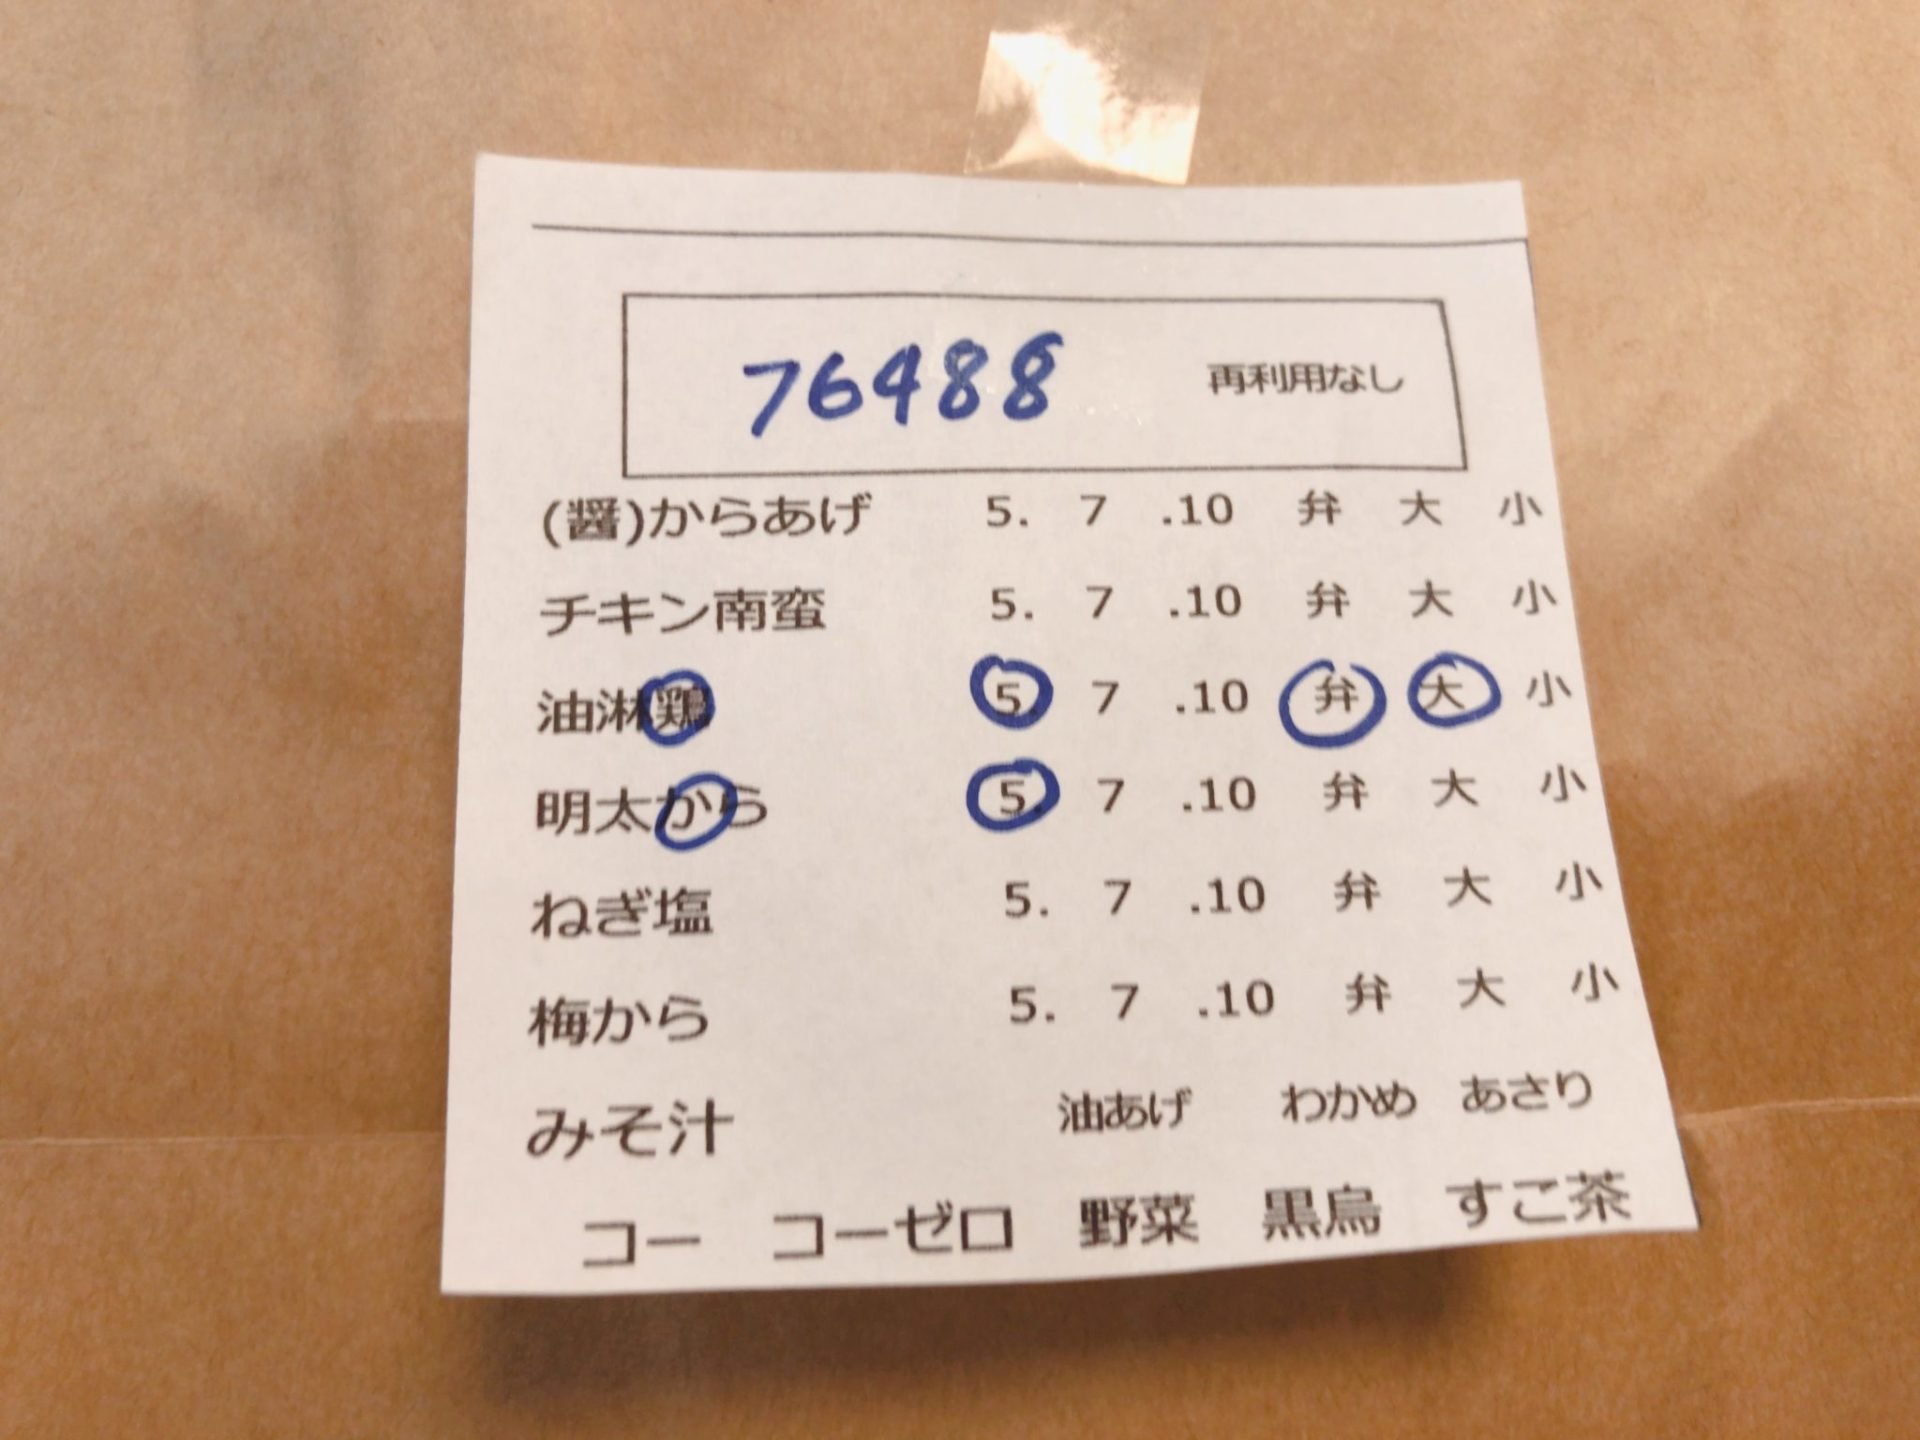 76488 再利用なし
(醤)からあげ 5. 7 .10 弁 大 小
チキン南蛮 5. 7 .10 弁 大 小
油淋鶏 5. 7 .10 弁 大 小
明太から 5. 7 .10 弁 大 小
ねぎ塩 5. 7 .10 弁 大 小
梅から 5. 7 .10 弁 大 小
みそ汁 油あげ わかめ あさり
コー コーゼロ 野菜 黒烏 すこ茶